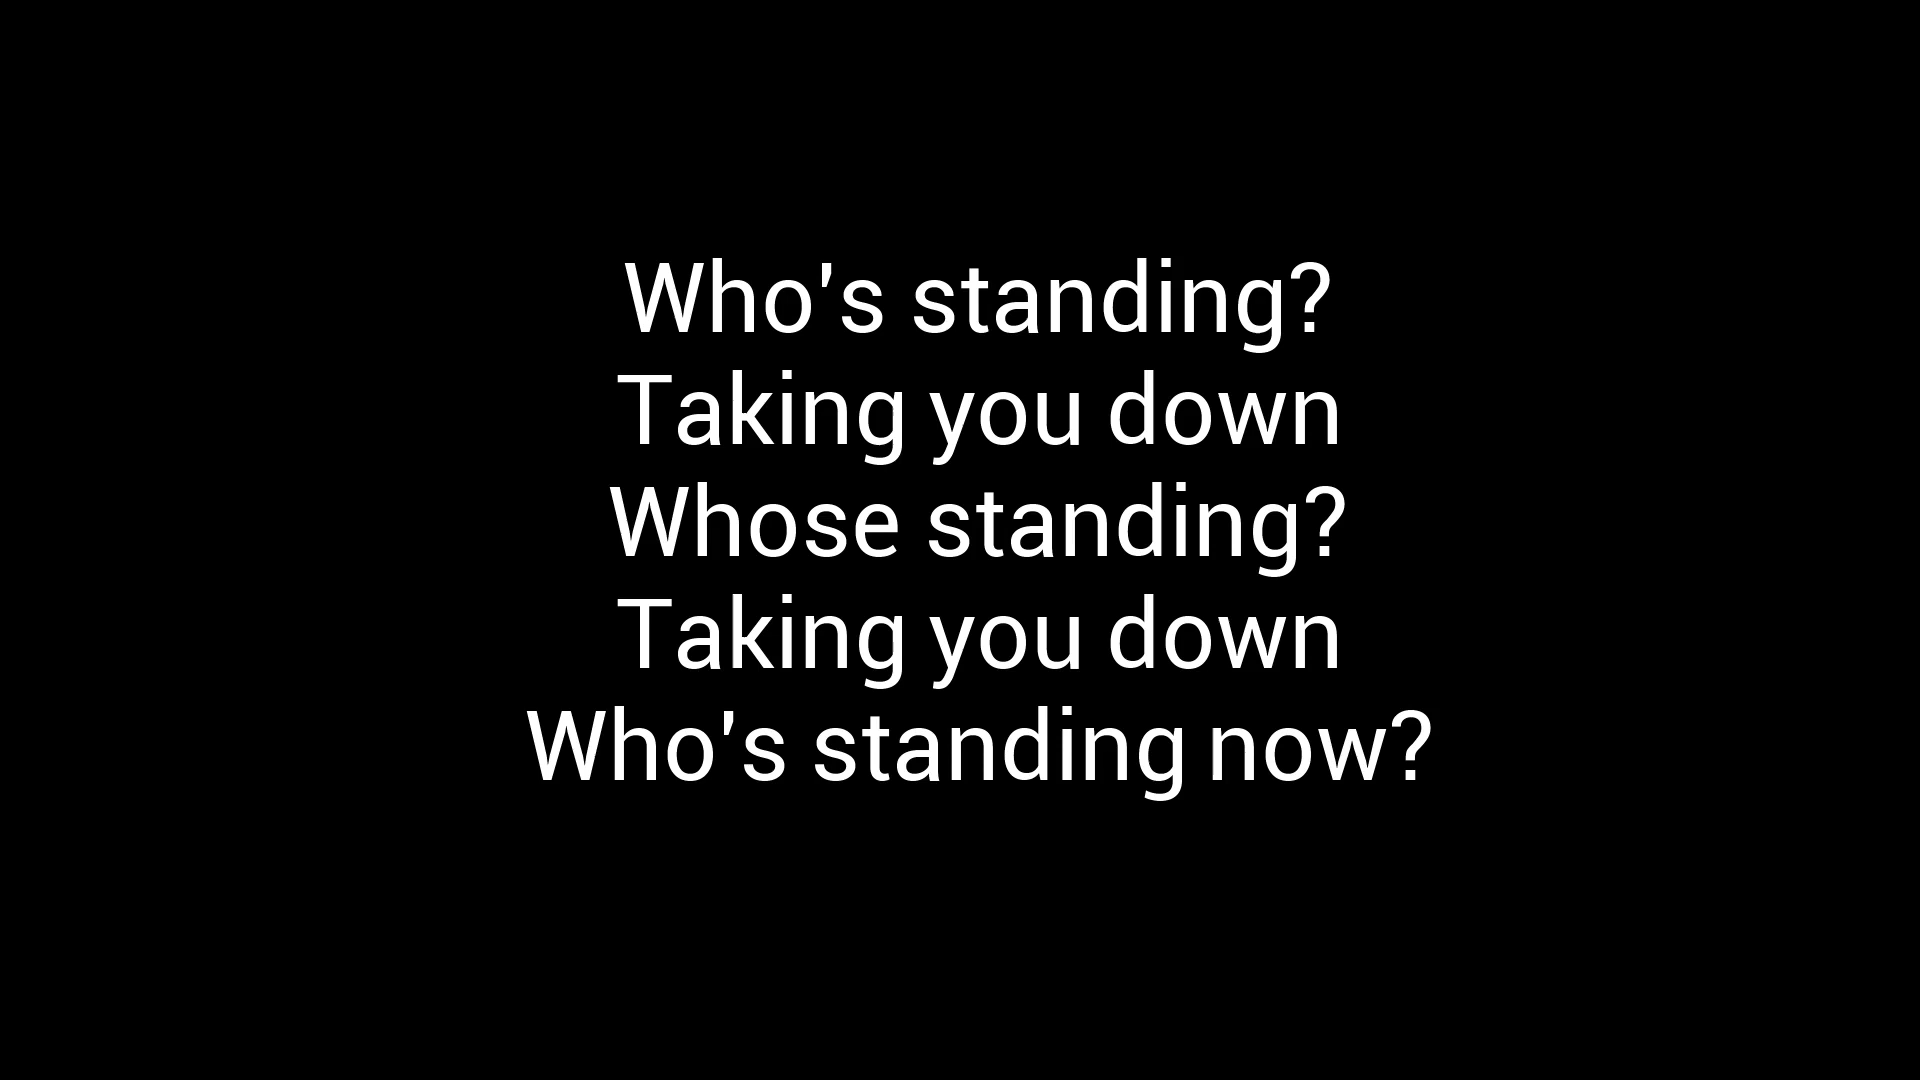 Who's standing?
Taking you down
Whose standing?
Taking you down
Who's standing now?